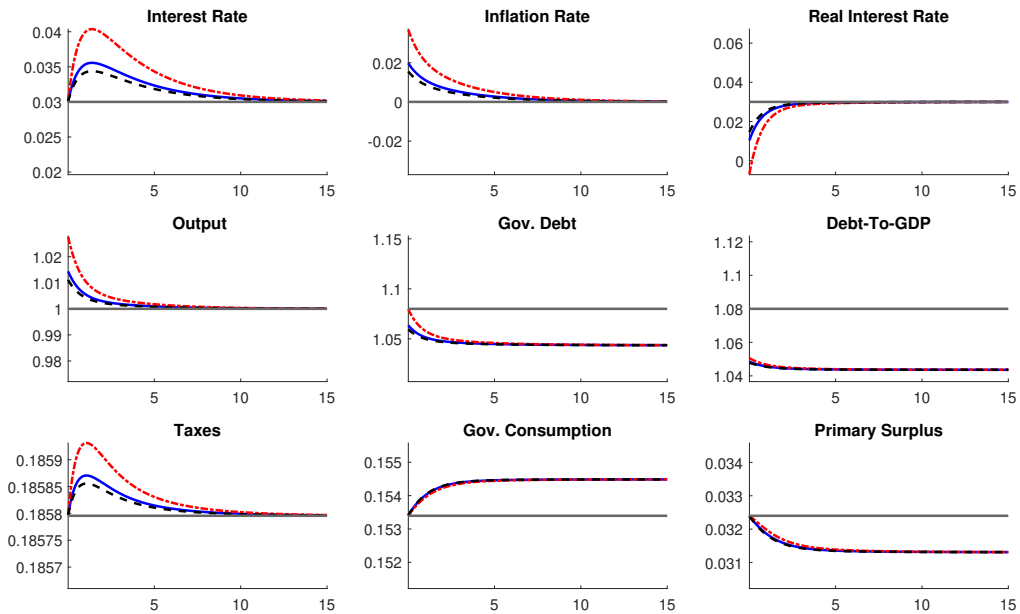 Interest Rate
0.04
0.035
0.03
0.025
0.02
5 10 15
Inflation Rate
0.02
0
-0.02
5 10 15
Real Interest Rate
0.06
0.04
0.02
0
5 10 15
Output
1.02
1.01
1
0.99
0.98
5 10 15
Gov. Debt
1.15
1.1
1.05
5 10 15
Debt-To-GDP
1.12
1.1
1.08
1.06
1.04
5 10 15
Taxes
0.1859
0.18585
0.1858
0.18575
0.1857
5 10 15
Gov. Consumption
0.155
0.154
0.153
0.152
5 10 15
Primary Surplus
0.034
0.033
0.032
0.031
5 10 15